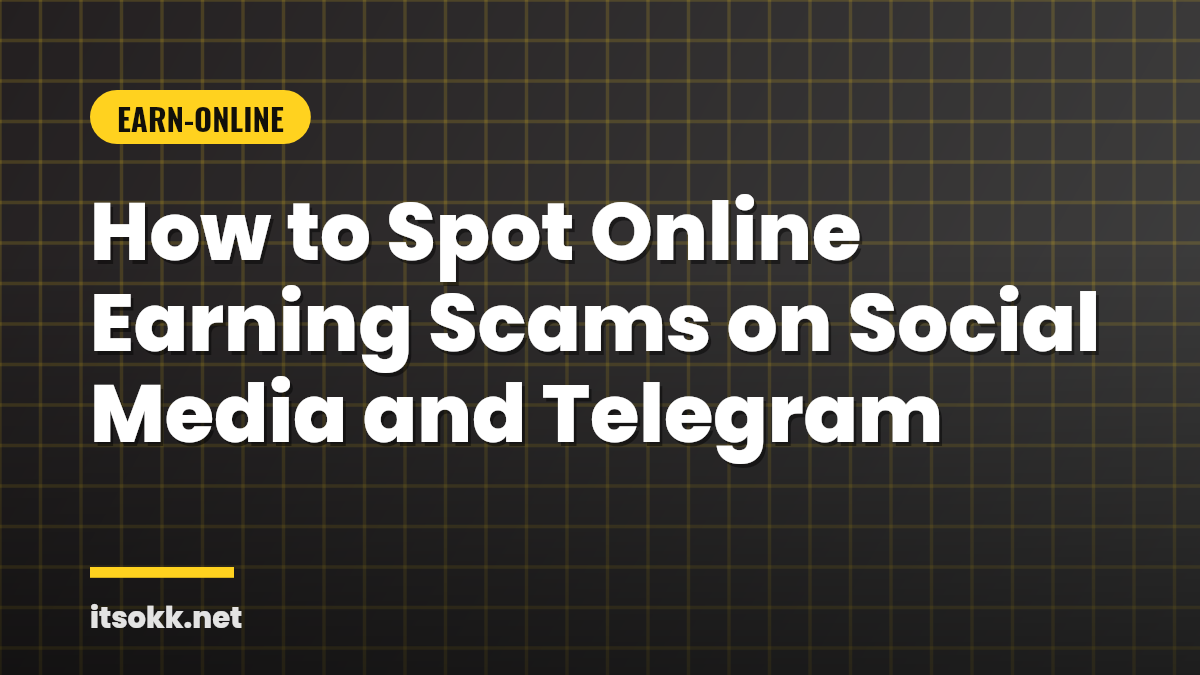 EARN-ONLINE
How to Spot Online
Earning Scams on Social
Media and Telegram
itsokk.net